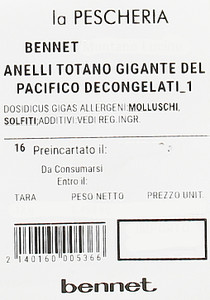 la PESCHERIA
BENNET
ANELLI TOTANO GIGANTE DEL
PACIFICO DECONGELATI_1
DOSIDICUS GIGAS ALLERGENI:MOLLUSCHI,
SOLFITI;ADDITIVI:VEDI REG.INGR.
16 Preincartato il:
Da Consumarsi
Entro il:
TARA PESO NETTO PREZZO UNIT.
2 140160 005366
bennet